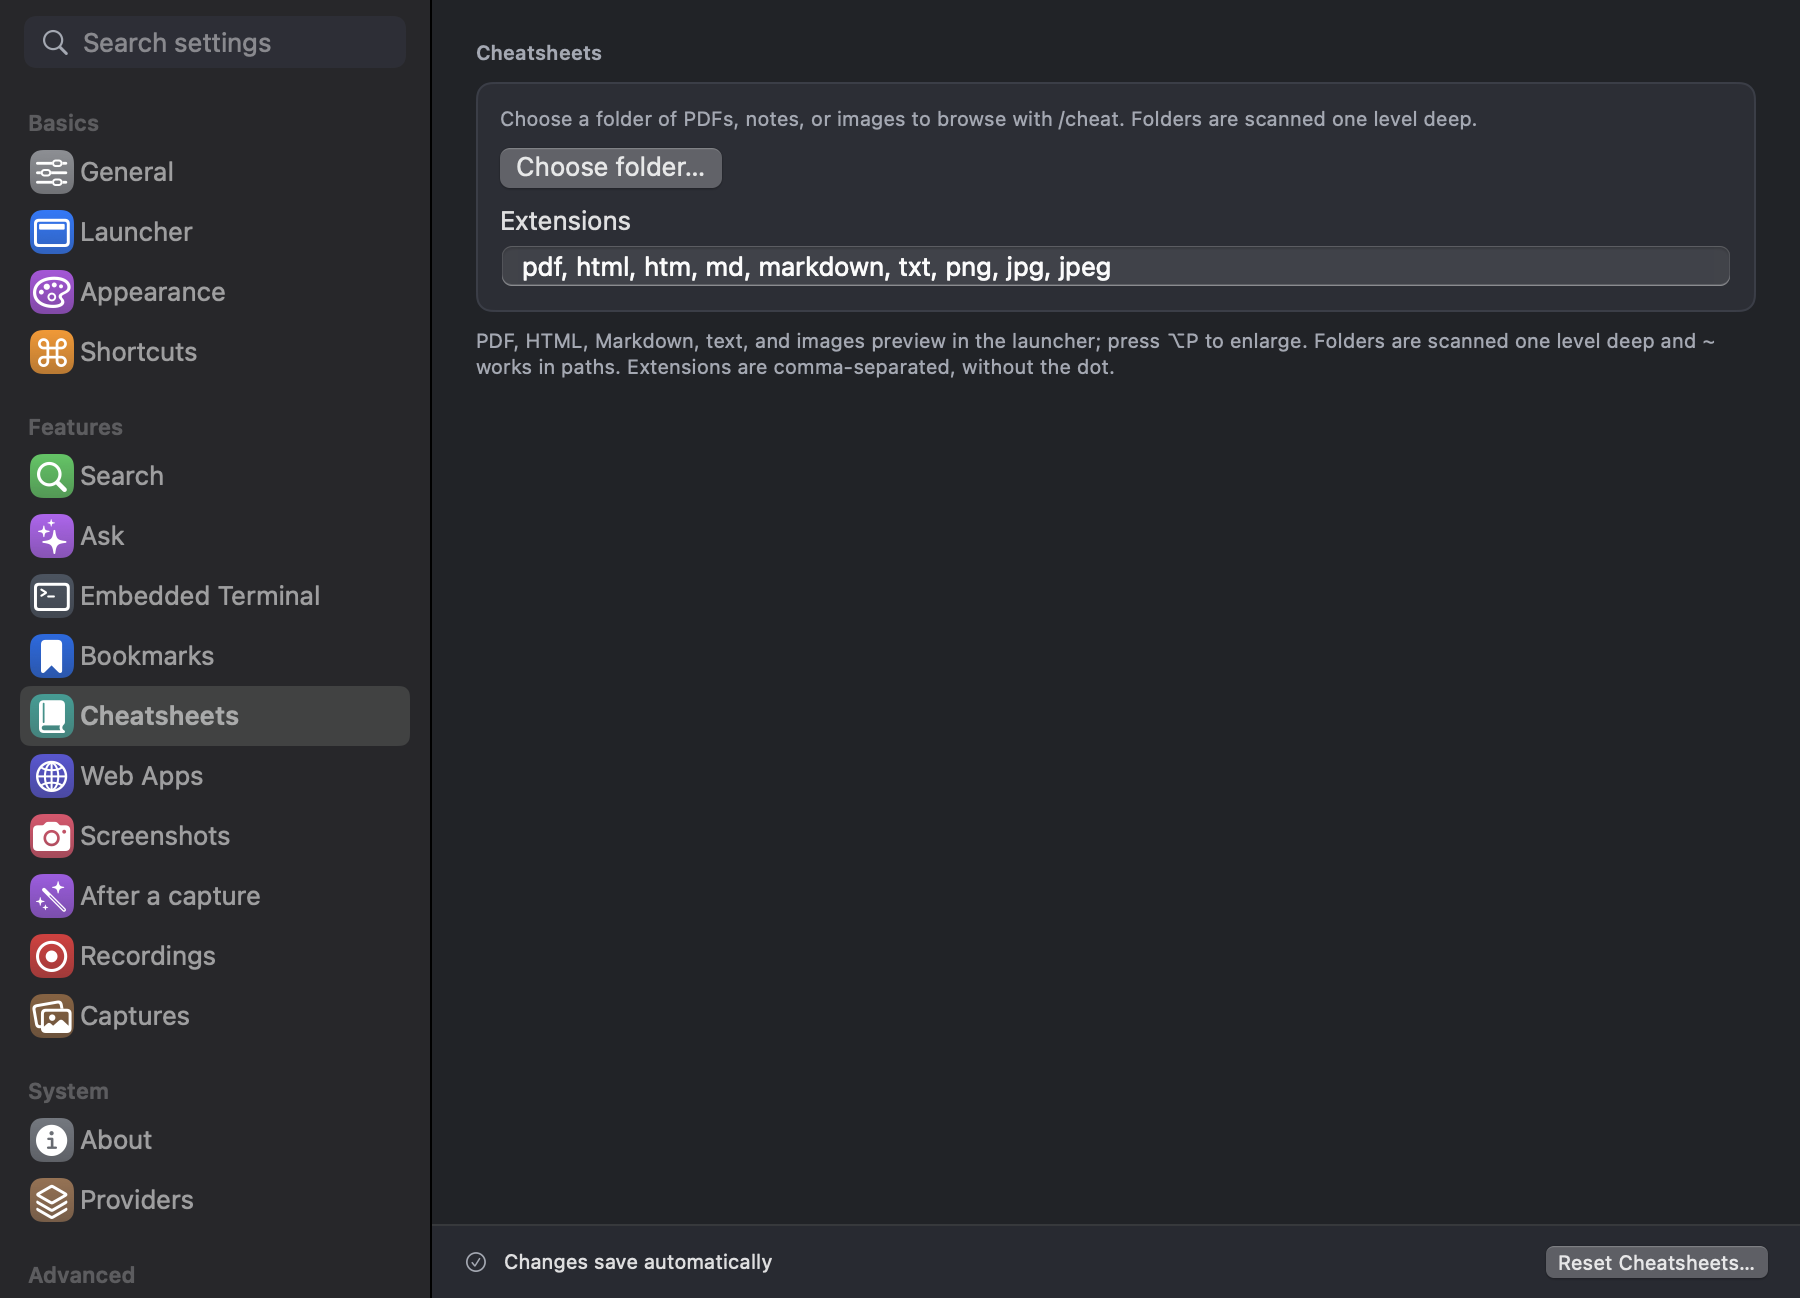 Search settings
Basics
General
Launcher
Appearance
Shortcuts
Features
Search
Ask
Embedded Terminal
Bookmarks
Cheatsheets
Web Apps
Screenshots
After a capture
Recordings
Captures
System
About
Providers
Advanced
Cheatsheets
Choose a folder of PDFs, notes, or images to browse with /cheat. Folders are scanned one level deep.
Choose folder...
Extensions
pdf, html, htm, md, markdown, txt, png, jpg, jpeg
PDF, HTML, Markdown, text, and images preview in the launcher; press ⌥P to enlarge. Folders are scanned one level deep and ~
works in paths. Extensions are comma-separated, without the dot.
Changes save automatically
Reset Cheatsheets...